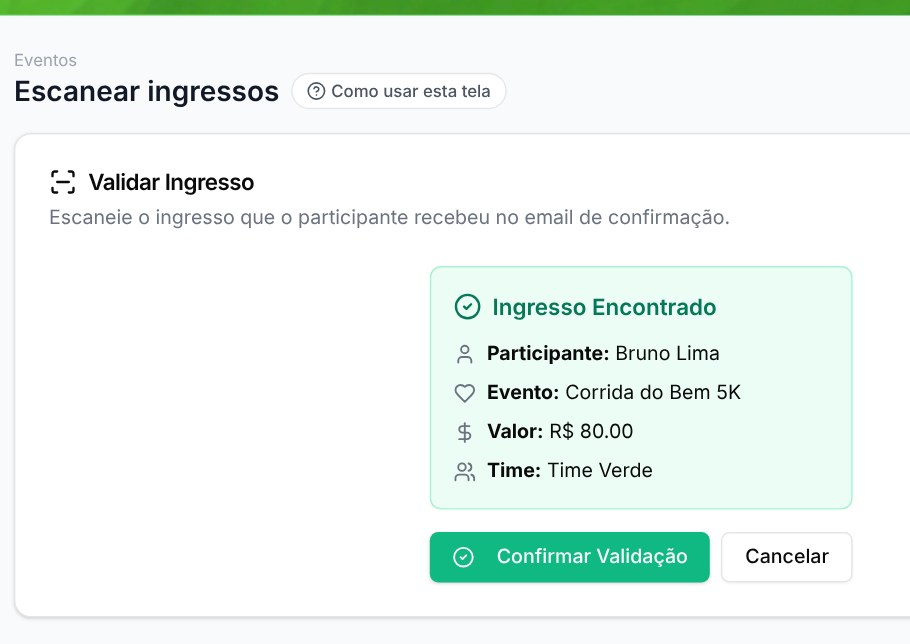 Eventos
Escanear ingressos
Como usar esta tela
Validar Ingresso
Escaneie o ingresso que o participante recebeu no email de confirmação.
Ingresso Encontrado
Participante: Bruno Lima
Evento: Corrida do Bem 5K
Valor: R$ 80.00
Time: Time Verde
Confirmar Validação
Cancelar